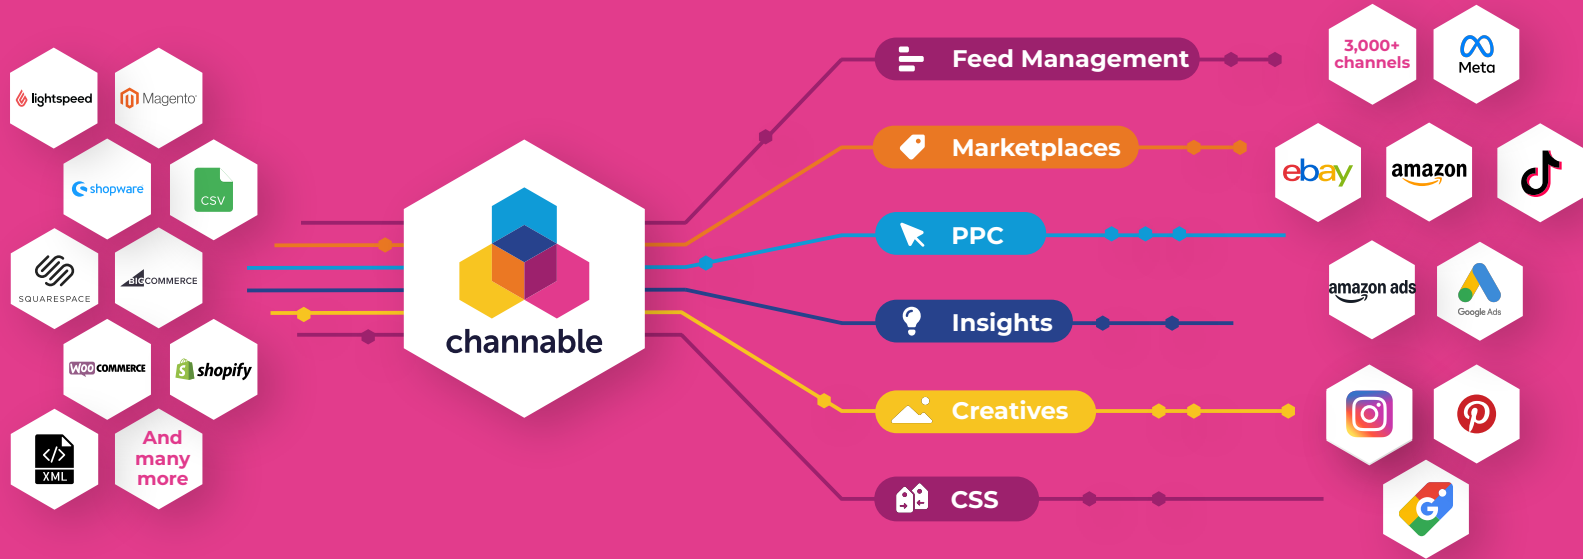 lightspeed
Magento
shopware
CSV
SQUARESPACE
BIGCOMMERCE
WOO COMMERCE
shopify
XML
And
many
more
channable
Feed Management
Marketplaces
PPC
Insights
Creatives
CSS
3,000+
channels
Meta
ebay
amazon
amazon ads
Google Ads
G